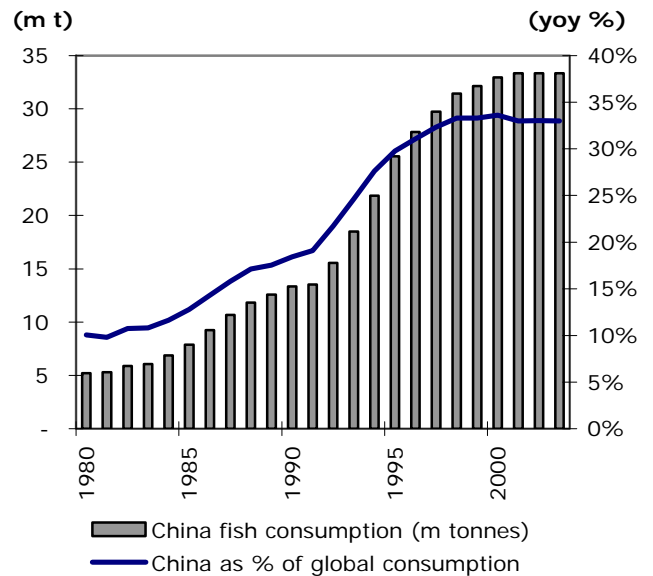 (m t) (yoy %)
35 40%
30 35%
25 30%
20 25%
15 20%
10 15%
5 10%
- 5%
0%
1980 1985 1990 1995 2000
China fish consumption (m tonnes)
China as % of global consumption